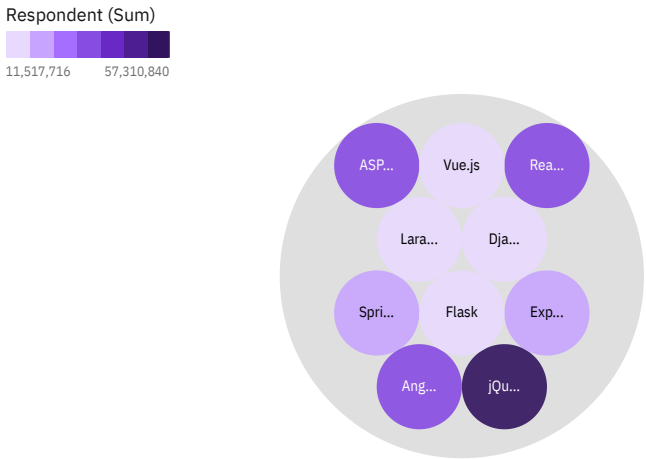 Respondent (Sum)
11,517,716 57,310,840
ASP... Vue.js Rea...
Lara... Dja...
Spri... Flask Exp...
Ang... jQu...